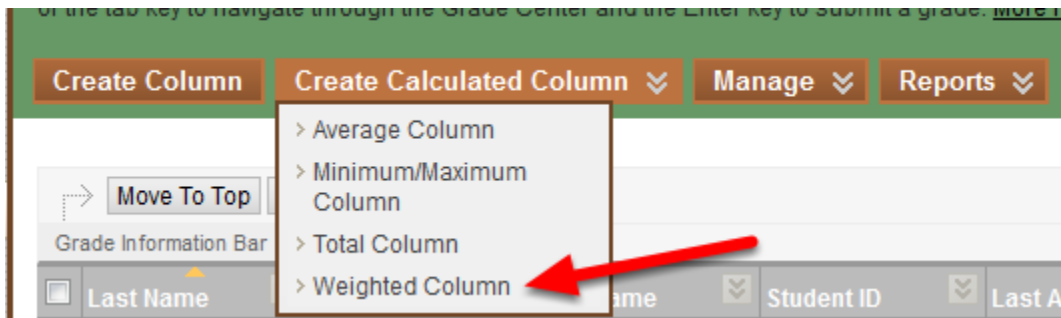 or the tab key to navigate through the Grade Center and the Enter key to submit a grade. More
Create Column Create Calculated Column Manage Reports
> Average Column
> Minimum/Maximum
Column
Move To Top
> Total Column
Grade Information Bar
> Weighted Column
Last Name ame Student ID Last A